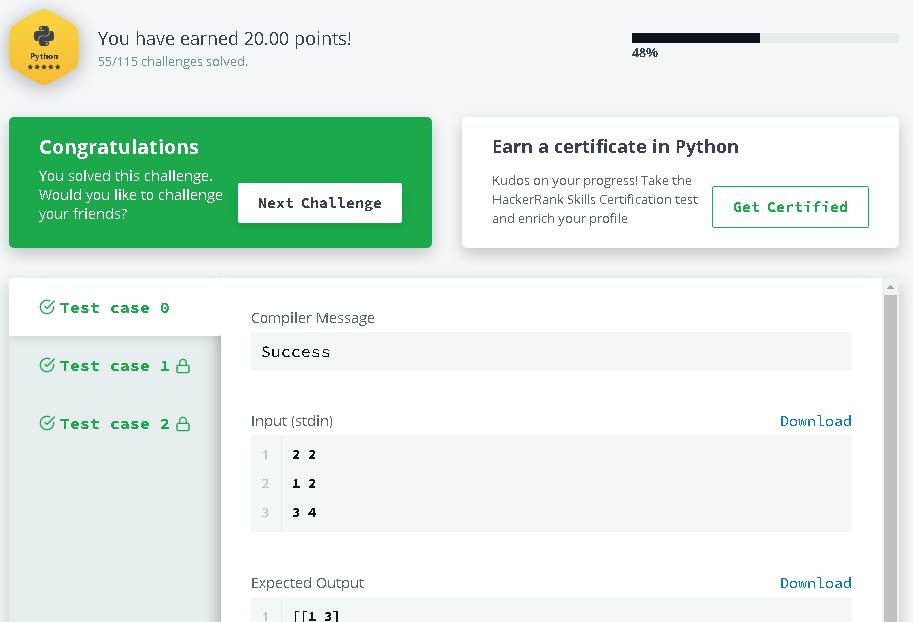 Python
You have earned 20.00 points!
55/115 challenges solved.
48%
Congratulations
You solved this challenge.
Would you like to challenge
your friends?
Next Challenge
Earn a certificate in Python
Kudos on your progress! Take the
HackerRank Skills Certification test
and enrich your profile
Get Certified
Test case 0
Test case 1
Test case 2
Compiler Message
Success
Input (stdin)
Download
1 2 2
2 1 2
3 3 4
Expected Output
Download
1 [[1 3]